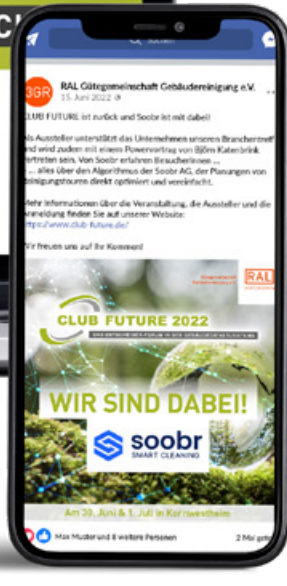 RAL Gütegemeinschaft Gebäudereinigung e.V.
15. Juni 2022
CLUB FUTURE ist zurück und Soobr ist mit dabei!
Als Aussteller unterstützt das Unternehmen unseren Branchentreff
und wird zudem mit einem Powervortrag von Björn Katenbrink
vertreten sein. Von Soobr erfahren BesucherInnen ...
... alles über den Algorithmus der Soobr AG, der Planungen von
Reinigungstouren direkt optimiert und vereinfacht.
Mehr Informationen über die Veranstaltung, die Aussteller und die
Anmeldung finden Sie auf unserer Website:
https://www.club-future.de/
Wir freuen uns auf Ihr Kommen!
RAL
CLUB FUTURE 2022
WIR SIND DABEI!
soobr
SMART CLEANING
Am 30. Juni & 1. Juli in Kornwestheim
Max Muster und 8 weitere Personen
2 Mal